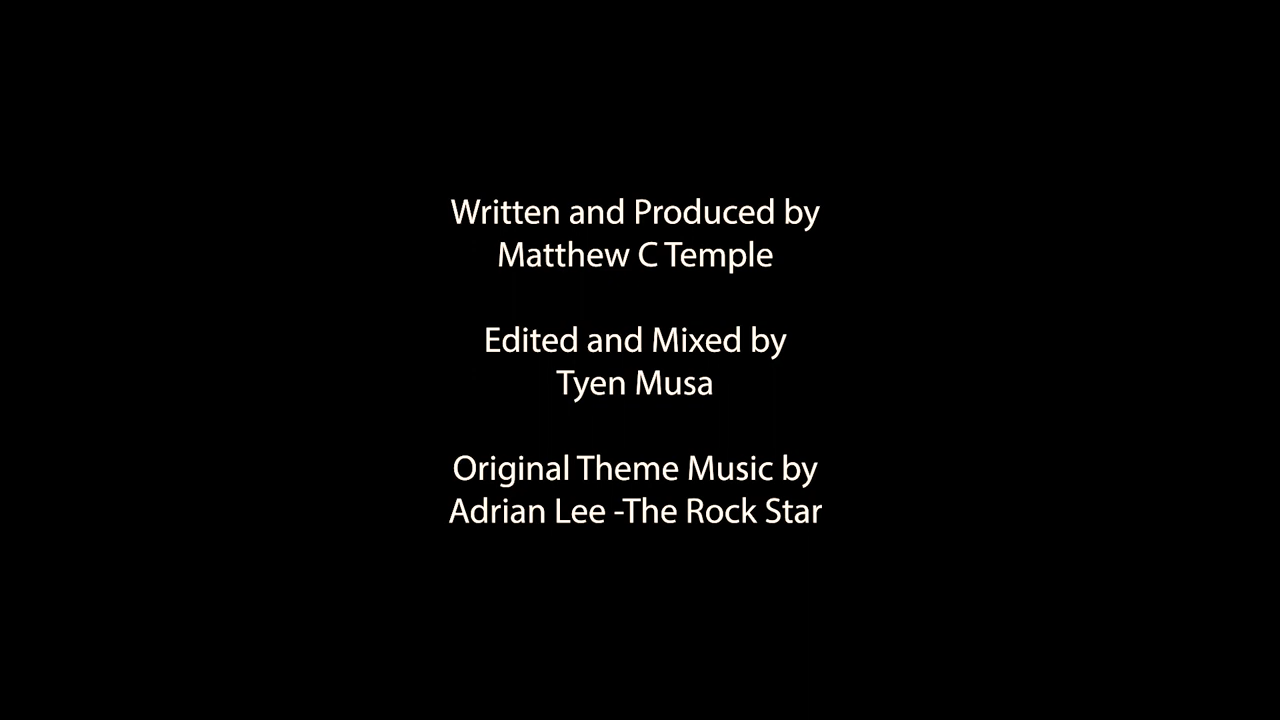 Written and Produced by
Matthew C Temple
Edited and Mixed by
Tyen Musa
Original Theme Music by
Adrian Lee -The Rock Star